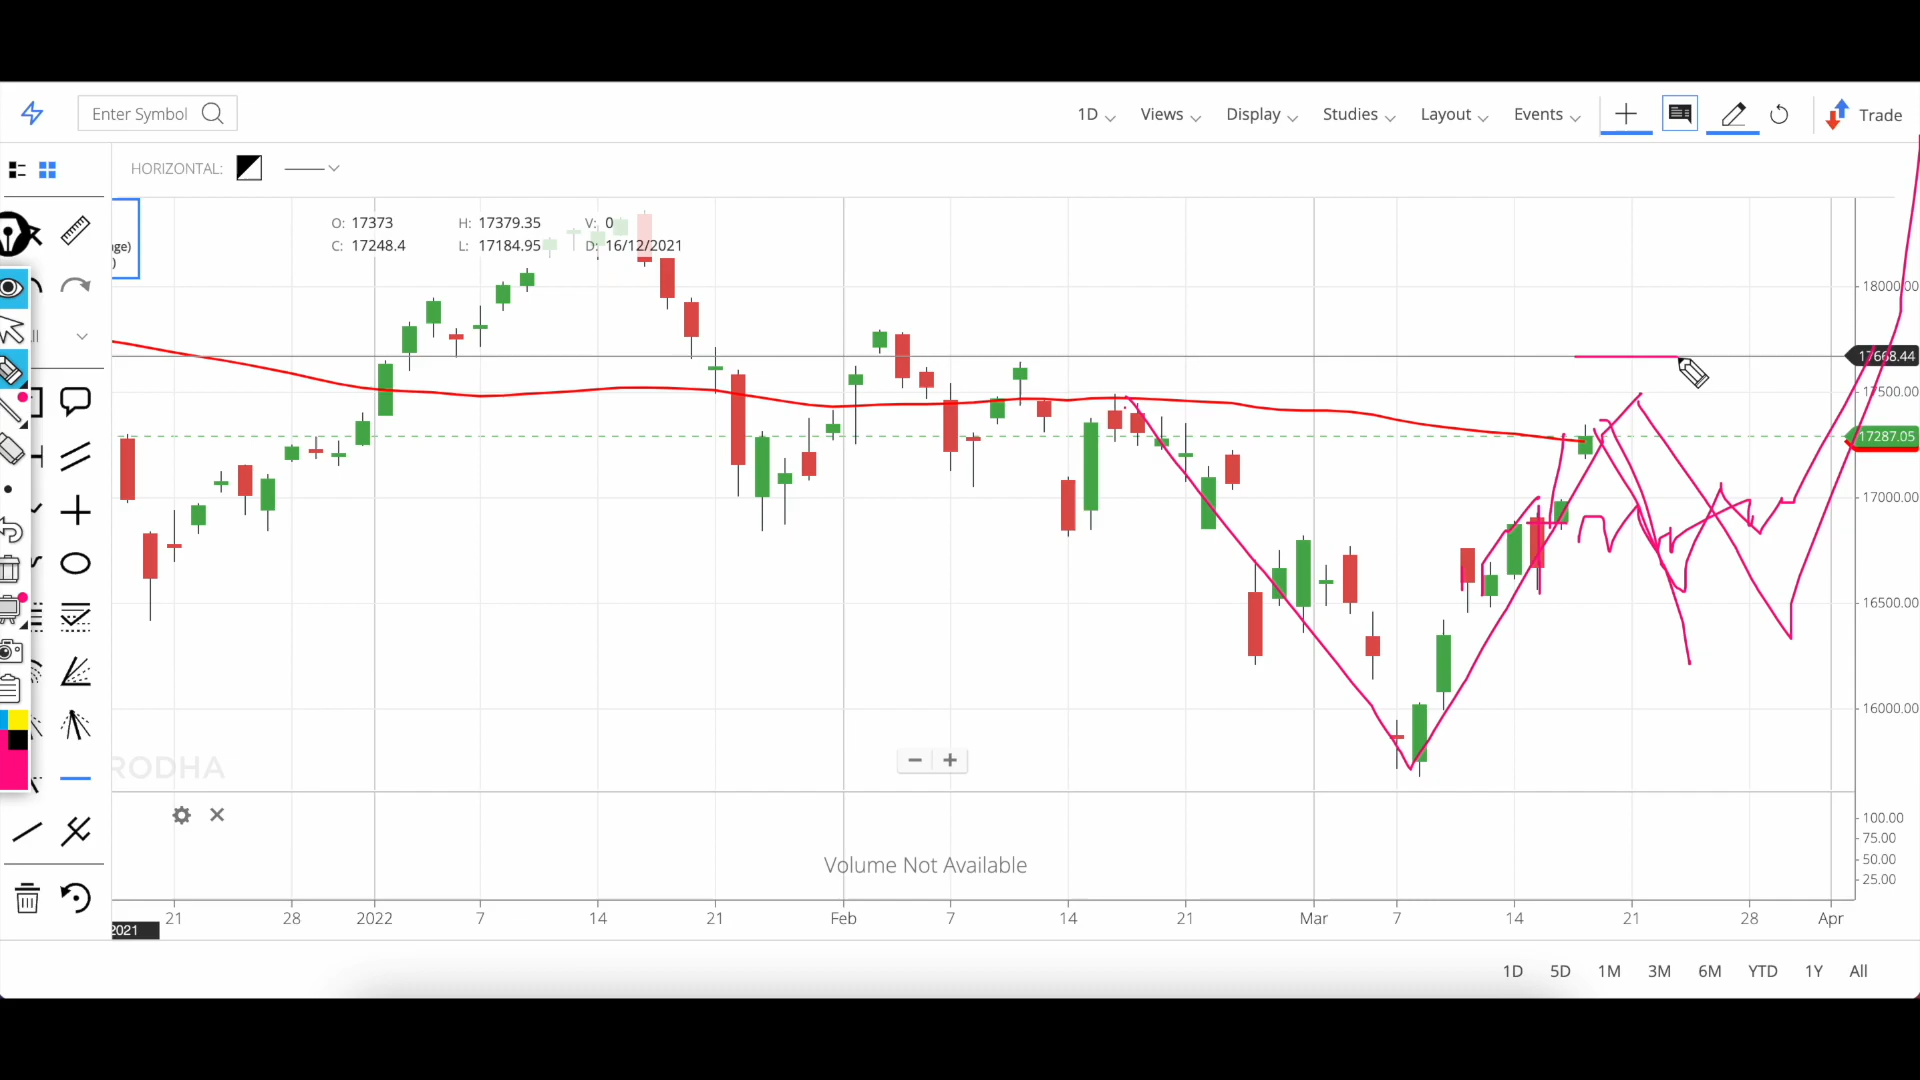 Enter Symbol
1D
Views
Display
Studies
Layout
Events
Trade
HORIZONTAL:
O: 17373 H: 17379.35 V: 0
C: 17248.4 L: 17184.95 D: 16/12/2021
ge)
)
18000.00
17668.44
17500.00
17287.05
17000.00
16500.00
16000.00
RODHA
100.00
75.00
50.00
25.00
Volume Not Available
21 28 2022 7 14 21 Feb 7 14 21 Mar 7 14 21 28 Apr
2021
1D 5D 1M 3M 6M YTD 1Y All